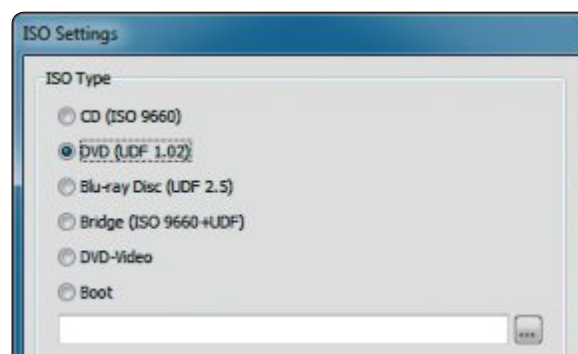 ISO Settings
ISO Type
CD (ISO 9660)
DVD (UDF 1.02)
Blu-ray Disc (UDF 2.5)
Bridge (ISO 9660+UDF)
DVD-Video
Boot
...